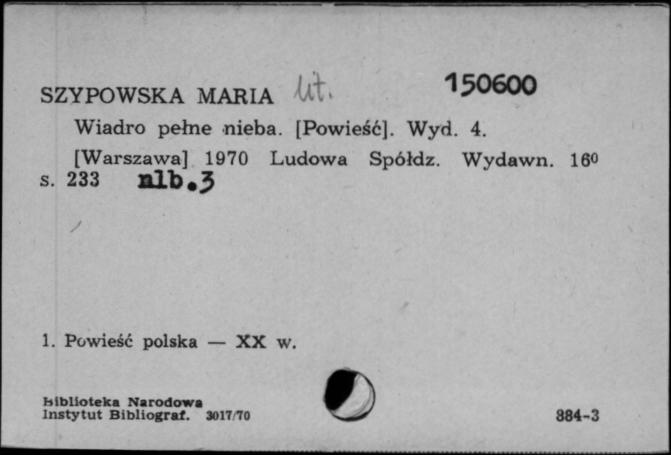 SZYPOWSKA MARIA lit. 150600
Wiadro pełne nieba. [Powieść]. Wyd. 4.
[Warszawa] 1970 Ludowa Spółdz. Wydawn. 16⁰
s. 233 nlb.3
1. Powieść polska — XX w.
Biblioteka Narodowa
Instytut Bibliograf. 3017/70
884-3